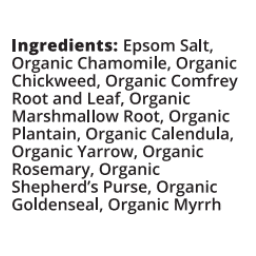 Ingredients: Epsom Salt,
Organic Chamomile, Organic
Chickweed, Organic Comfrey
Root and Leaf, Organic
Marshmallow Root, Organic
Plantain, Organic Calendula,
Organic Yarrow, Organic
Rosemary, Organic
Shepherd’s Purse, Organic
Goldenseal, Organic Myrrh